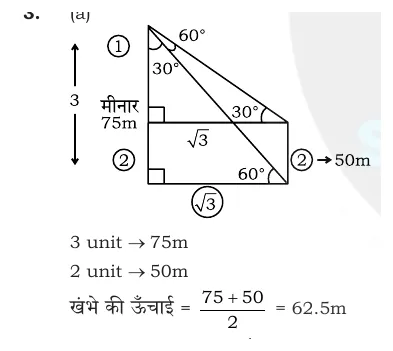 3. (a)
① 60°
30°
3
मीनार 30°
75m
√3
② ② → 50m
60°
√3
3 unit → 75m
2 unit → 50m
खंभे की ऊँचाई = 75 + 50 / 2 = 62.5m